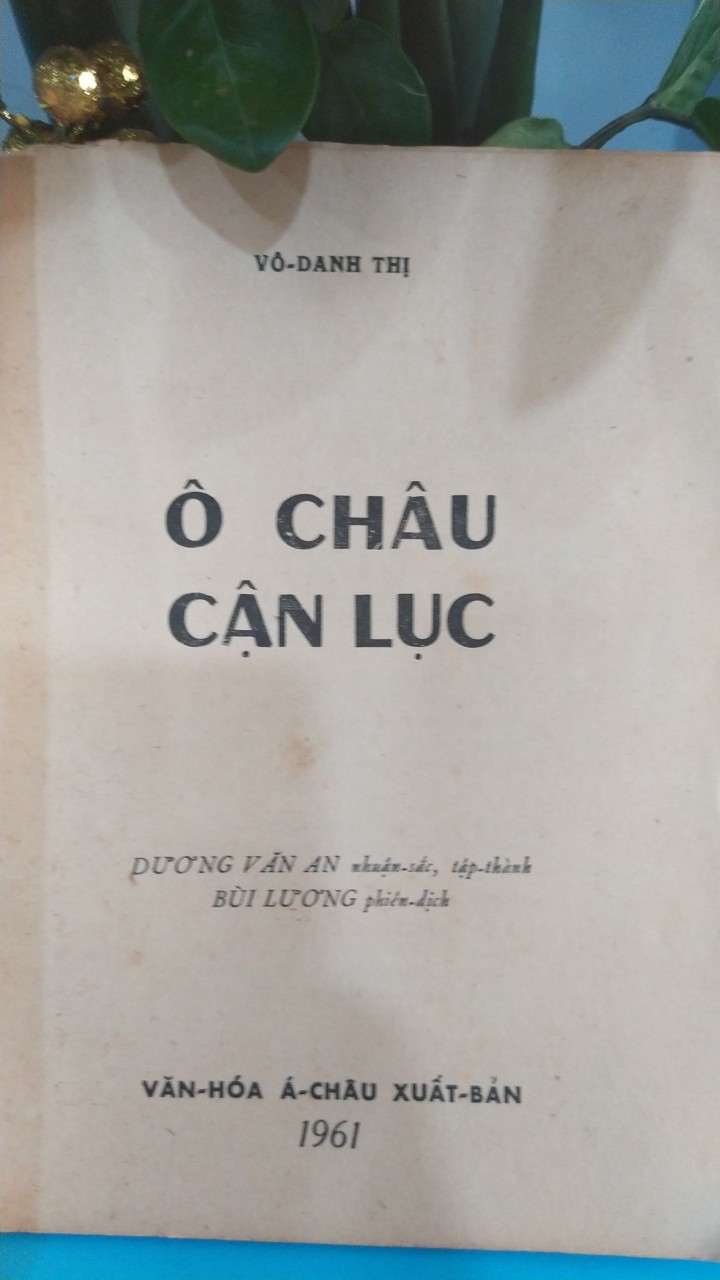 VÔ-DANH THỊ
Ô CHÂU
CẬN LỤC
DƯƠNG VĂN AN nhuận-sắc, tập-thành
BÙI LƯƠNG phiên-dịch
VĂN-HÓA Á-CHÂU XUẤT-BẢN
1961